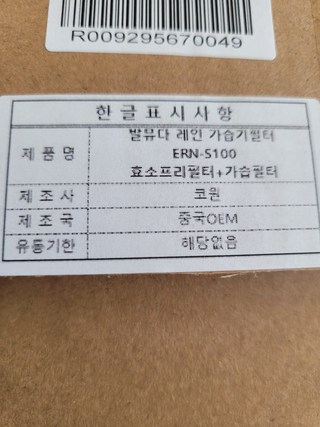 R009295670049
한글표시사항
제품명
발뮤다 레인 가습기필터
ERN-S100
효소프리필터+가습필터
제조사 코원
제조국 중국OEM
유통기한 해당없음